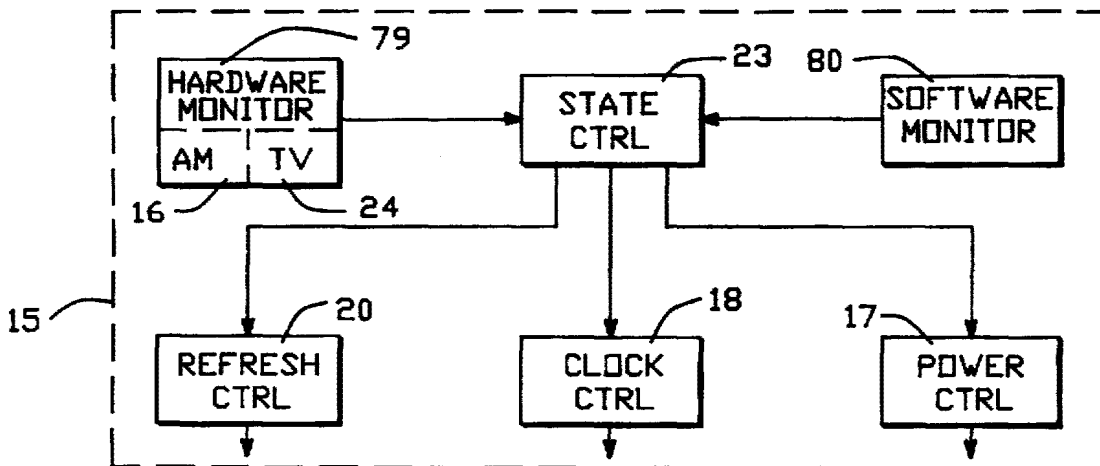 79
23
80
HARDWARE
MONITOR
AM
TV
STATE
CTRL
SOFTWARE
MONITOR
16
24
15
20
18
17
REFRESH
CTRL
CLOCK
CTRL
POWER
CTRL